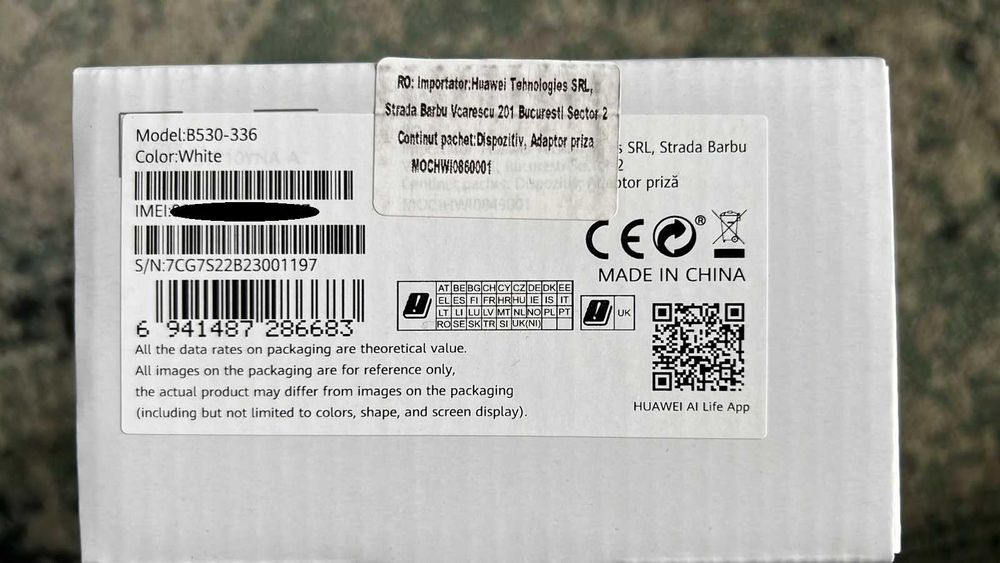 RO: Importator:Huawei Tehnologies SRL,
Strada Barbu Vcarescu 201 Bucuresti Sector 2
Continut pachet:Dispozitiv, Adaptor priza
MOCHWI0860001
Model:B530-336
Color:White
IMEI:
S/N:7CG7S22B23001197
6 941487 286683
All the data rates on packaging are theoretical value.
All images on the packaging are for reference only,
the actual product may differ from images on the packaging
(including but not limited to colors, shape, and screen display).
SRL, Strada Barbu
2
ptor priză
CE ®
MADE IN CHINA
AT BE BG CH CY CZ DE DK EE
EL ES FI FR HR HU IE IS IT
LT LI LU LV MT NL NO PL PT
RO SE SK TR SI UK(NI)
UK
HUAWEI AI Life App